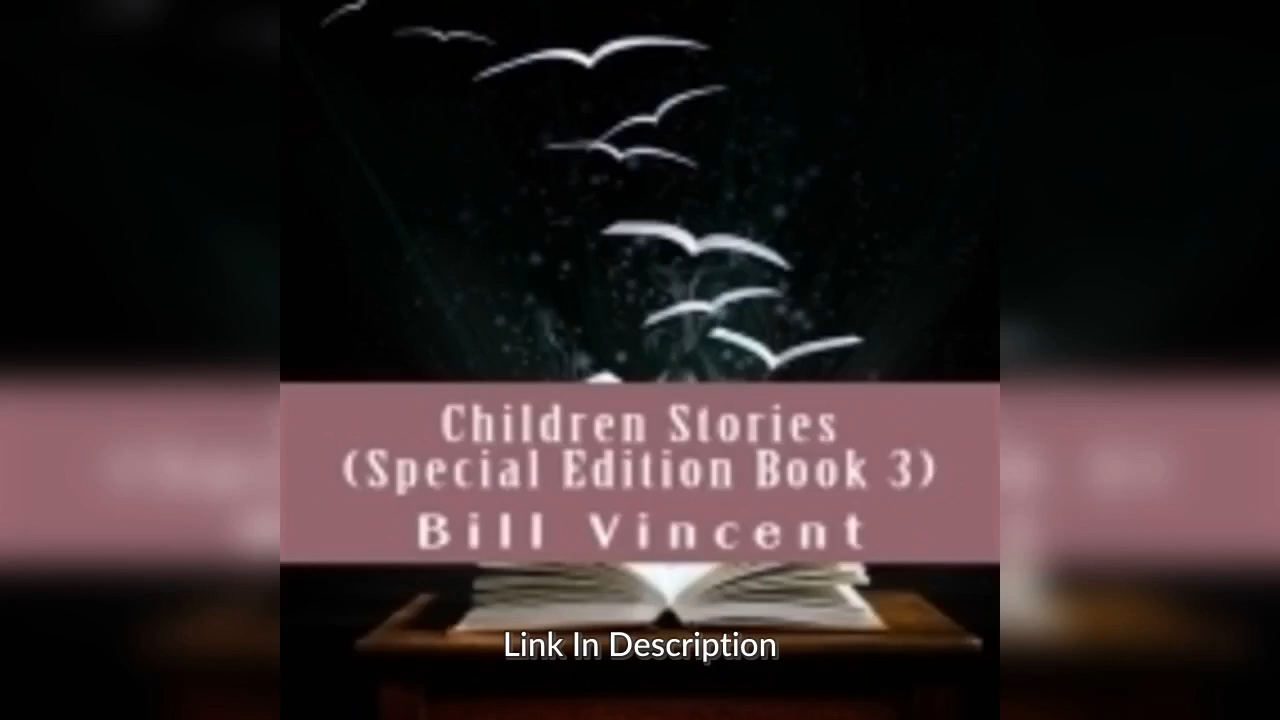 Children Stories
(Special Edition Book 3)
Bill Vincent
Link In Description